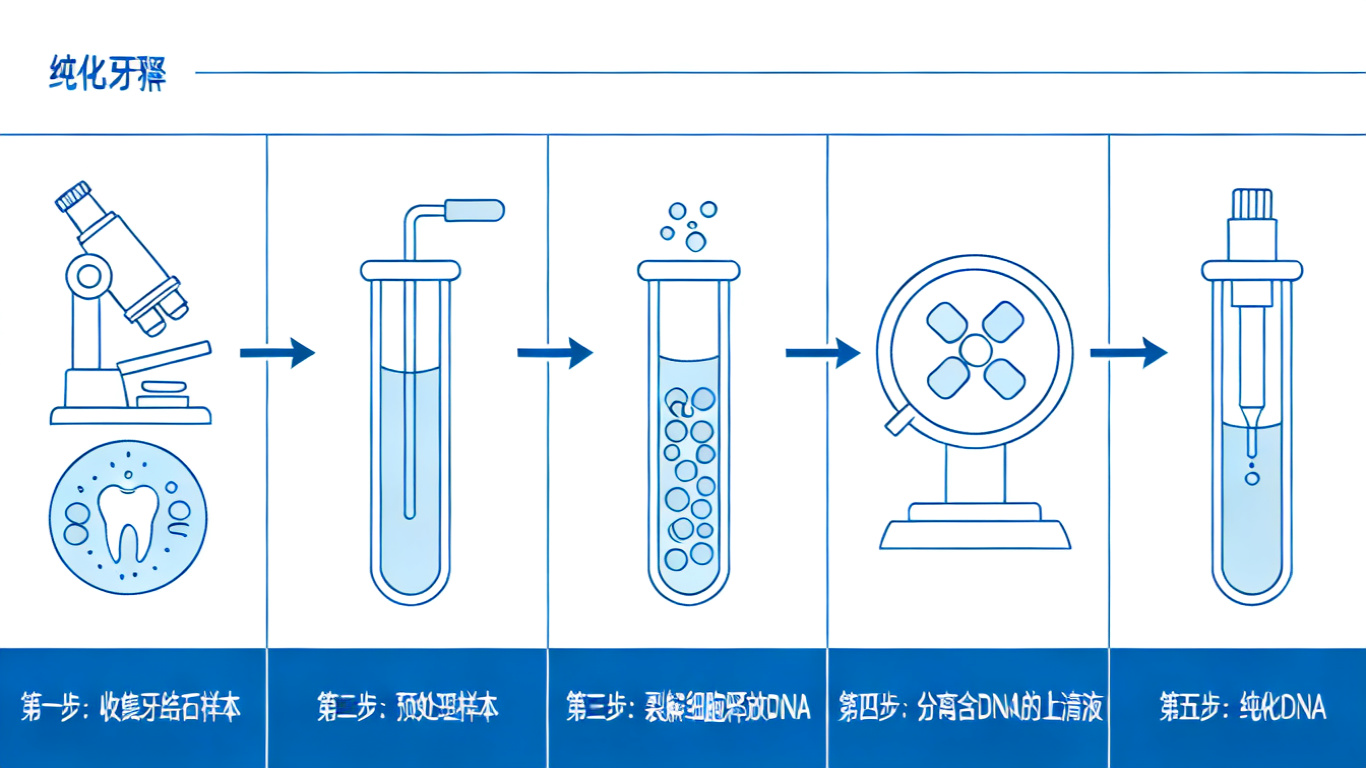 纯化牙
第一步：收集牙结石样本
第二步：预处理样本
第三步：裂解细胞释放DNA
第四步：分离含DNA的上清液
第五步：纯化DNA